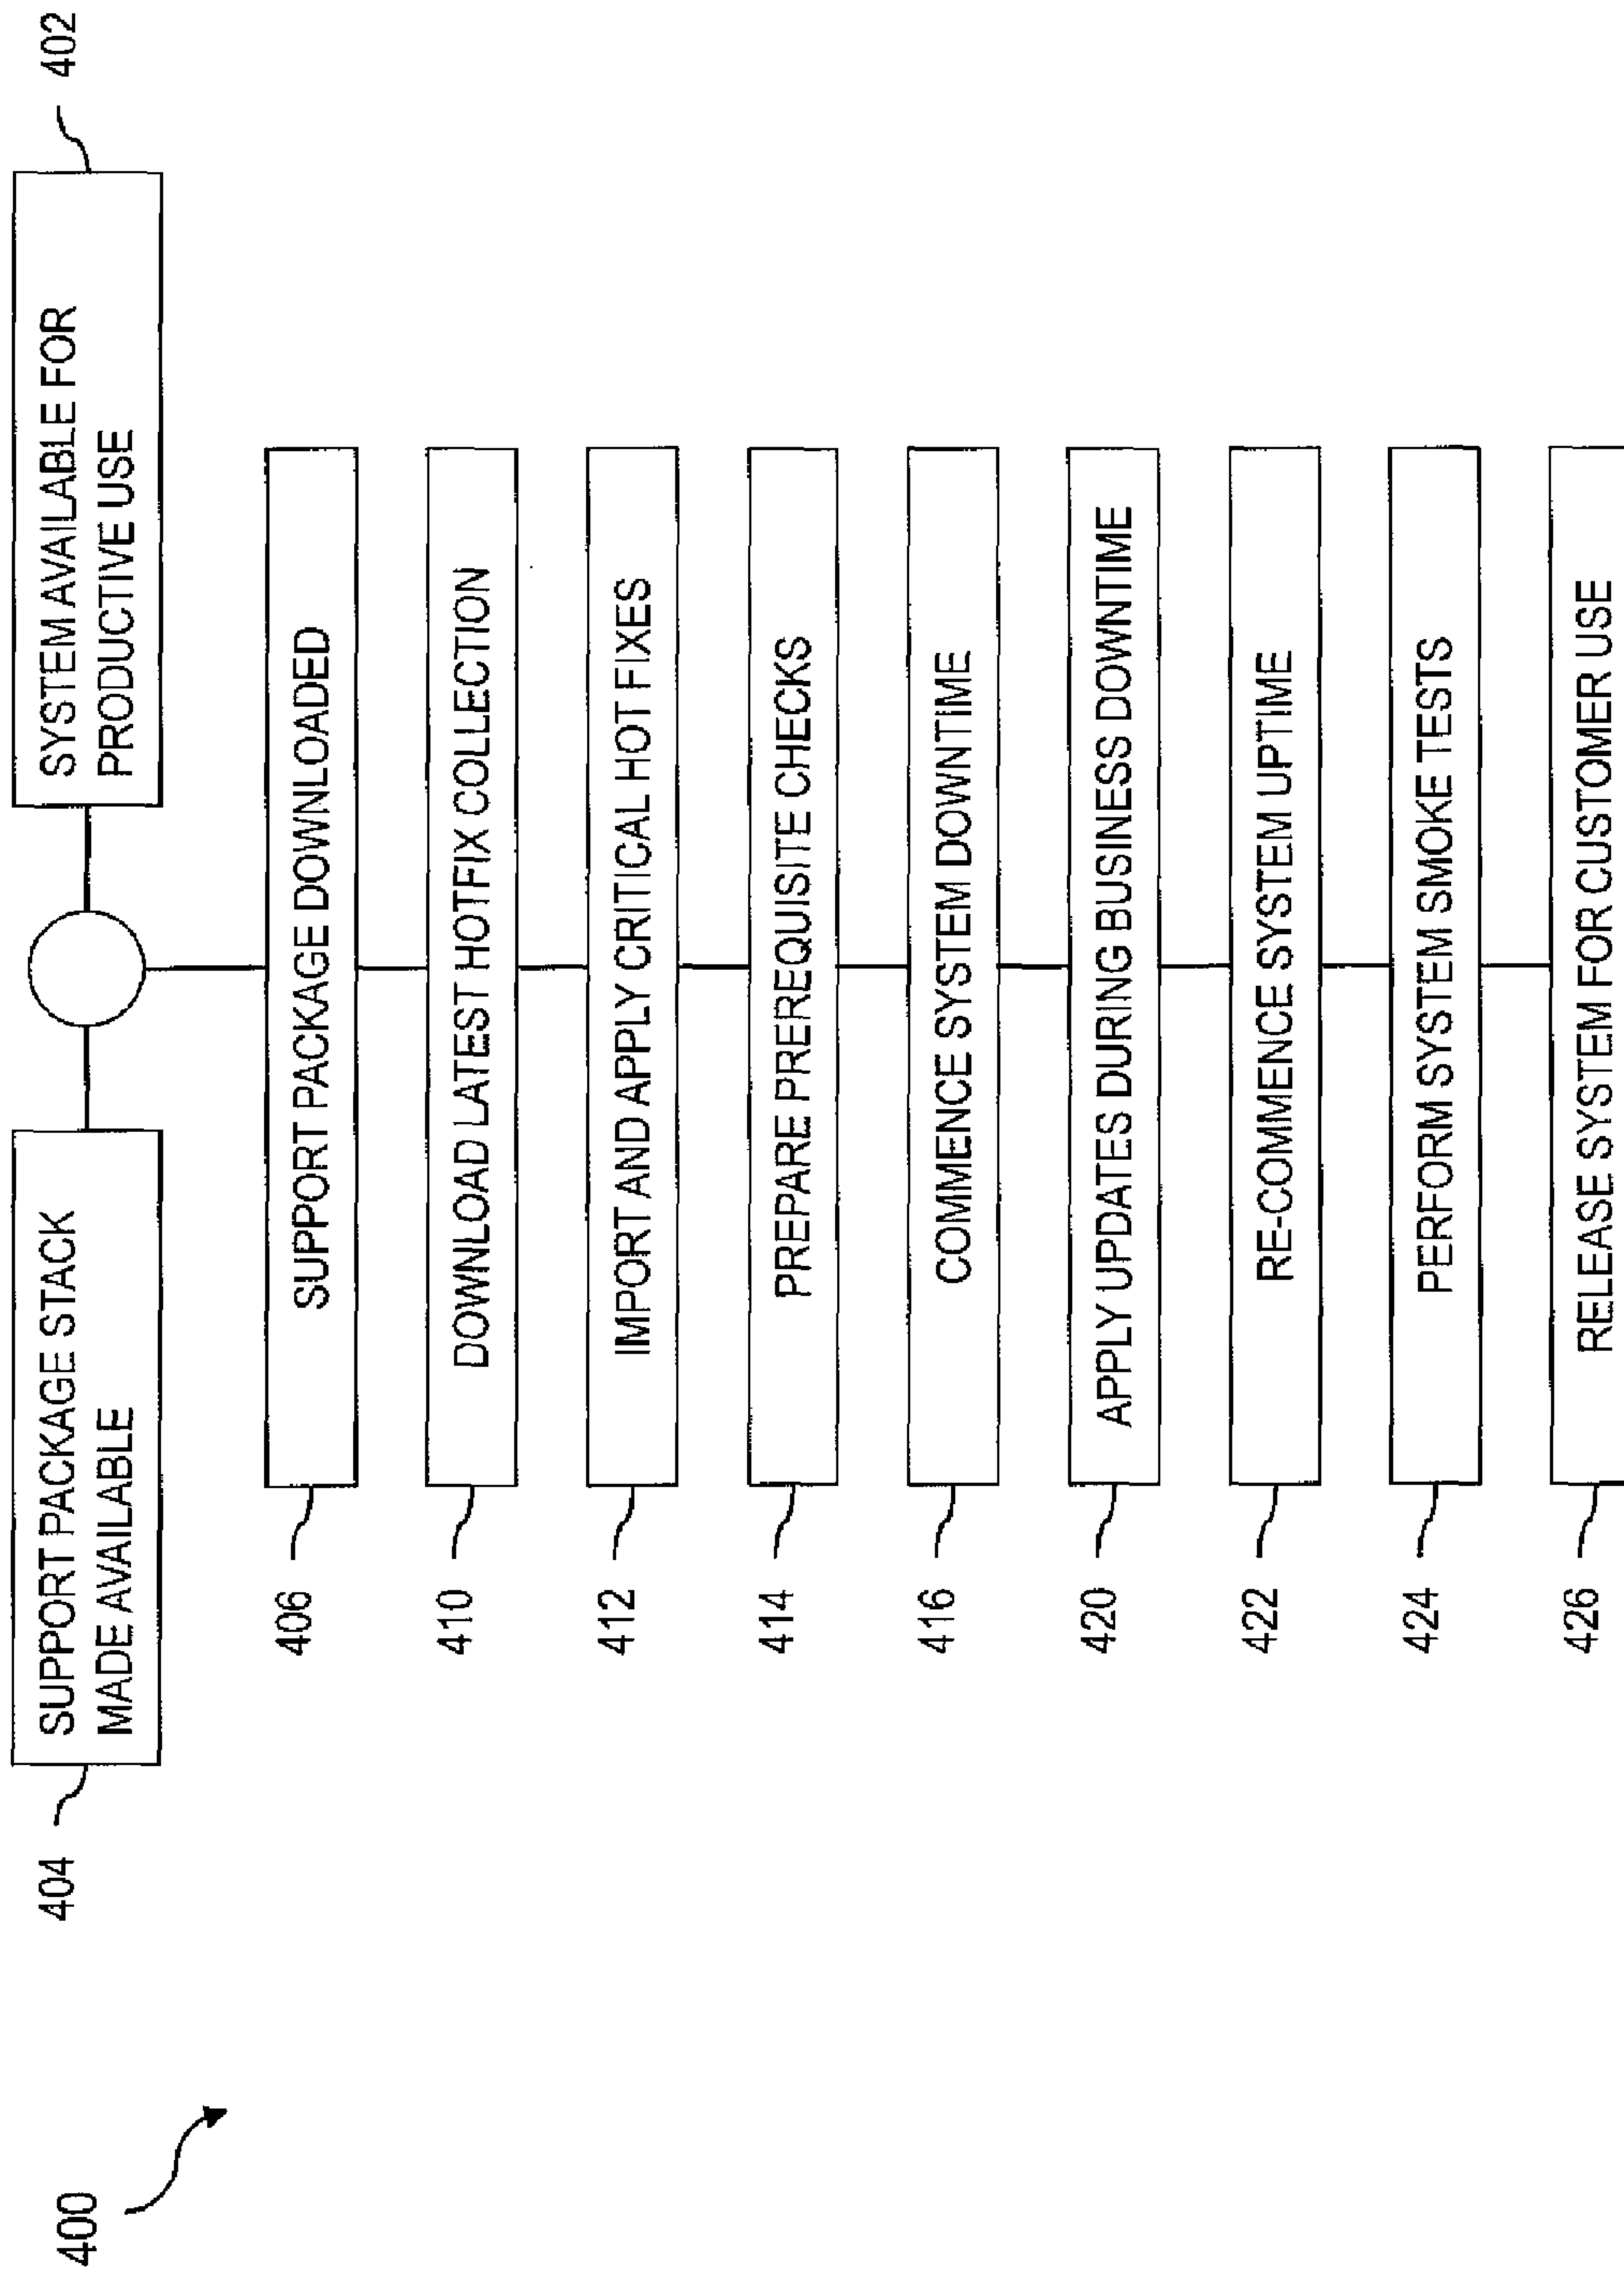 400
404
SUPPORT PACKAGE STACK
MADE AVAILABLE
SYSTEM AVAILABLE FOR
PRODUCTIVE USE
402
406
SUPPORT PACKAGE DOWNLOADED
410
DOWNLOAD LATEST HOTFIX COLLECTION
412
IMPORT AND APPLY CRITICAL HOT FIXES
414
PREPARE PREREQUISITE CHECKS
416
COMMENCE SYSTEM DOWNTIME
420
APPLY UPDATES DURING BUSINESS DOWNTIME
422
RE-COMMENCE SYSTEM UPTIME
424
PERFORM SYSTEM SMOKE TESTS
426
RELEASE SYSTEM FOR CUSTOMER USE